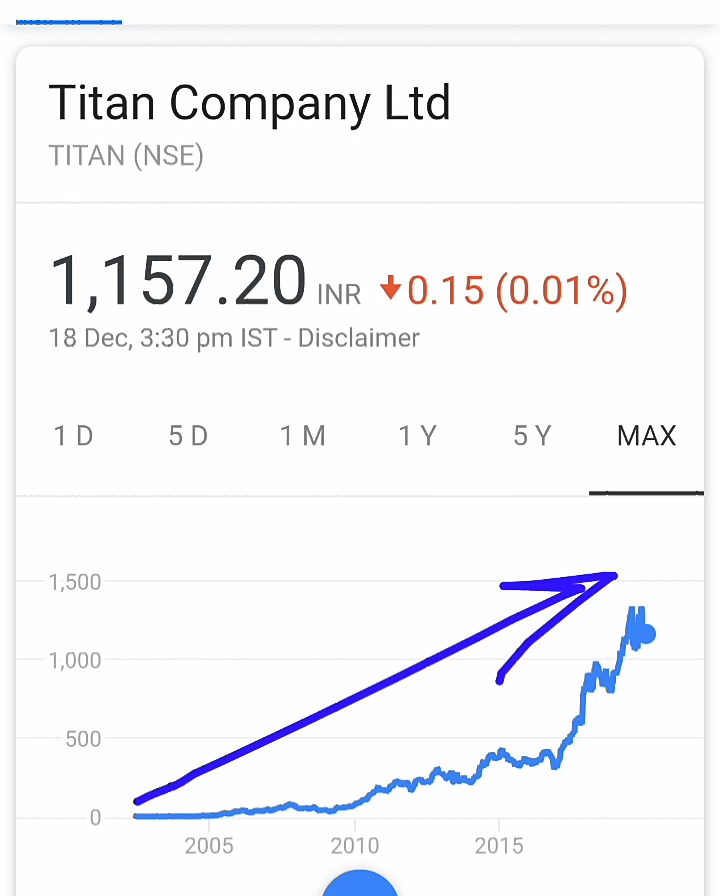 Titan Company Ltd
TITAN (NSE)
1,157.20 INR ↓0.15 (0.01%)
18 Dec, 3:30 pm IST - Disclaimer
1 D 5 D 1 M 1 Y 5 Y MAX
1,500
1,000
500
0
2005 2010 2015